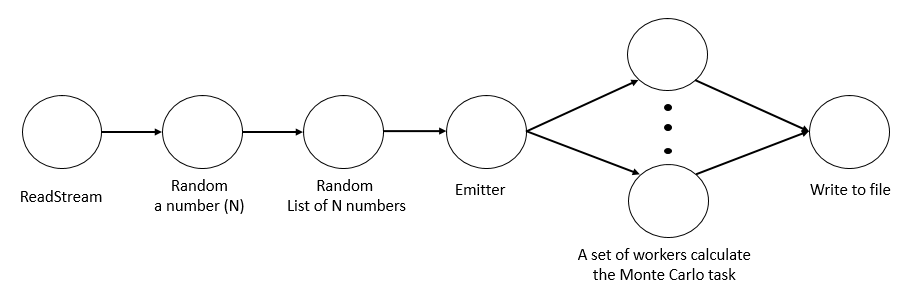 ReadStream
Random
a number (N)
Random
List of N numbers
Emitter
A set of workers calculate
the Monte Carlo task
Write to file